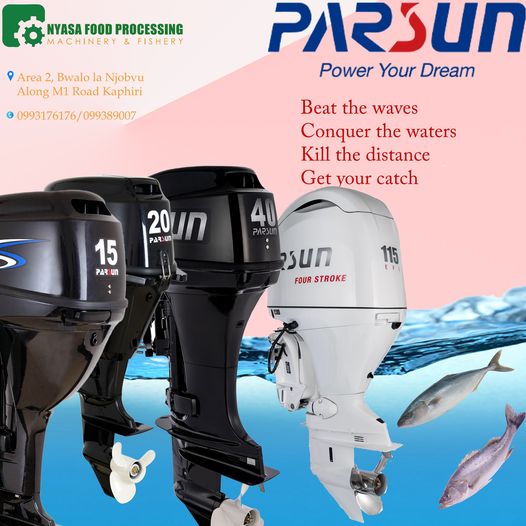 NYASA FOOD PROCESSING
MACHINERY & FISHERY
Area 2, Bwalo la Njobvu
Along M1 Road Kaphiri
0993176176/099389007
PARSUN
Power Your Dream
Beat the waves
Conquer the waters
Kill the distance
Get your catch
15
PARSUN
20
PARSUN
40
SUN
115
RSUN
FOUR STROKE